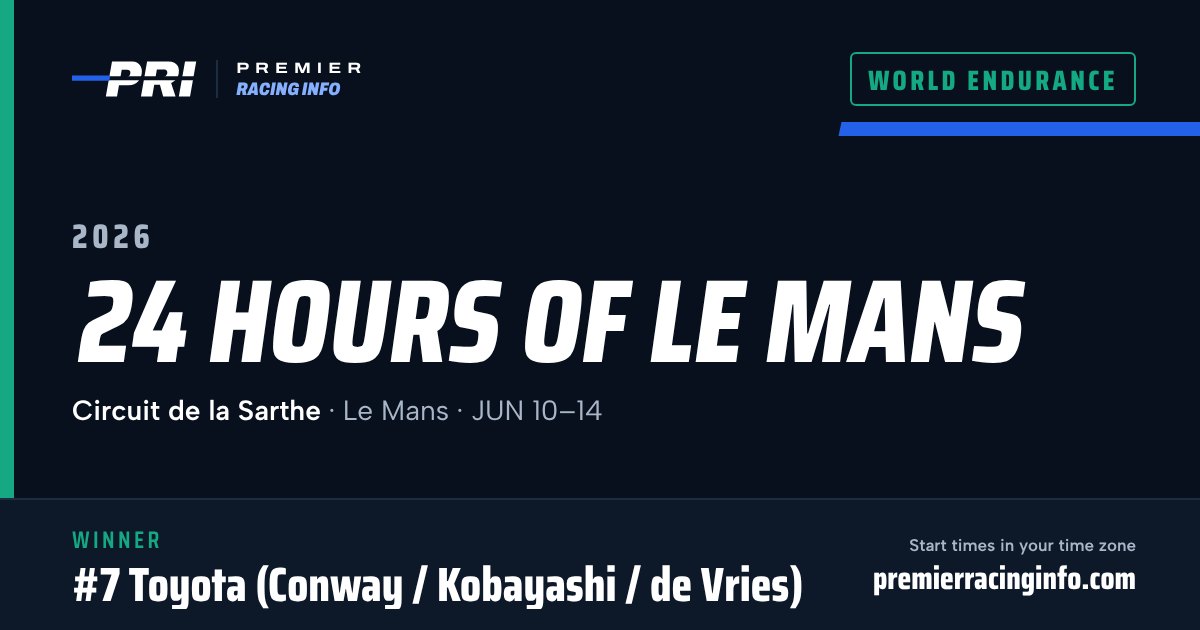 PRI
PREMIER
RACING INFO
WORLD ENDURANCE
2026
24 HOURS OF LE MANS
Circuit de la Sarthe · Le Mans · JUN 10–14
WINNER
#7 Toyota (Conway / Kobayashi / de Vries)
Start times in your time zone
premierracinginfo.com